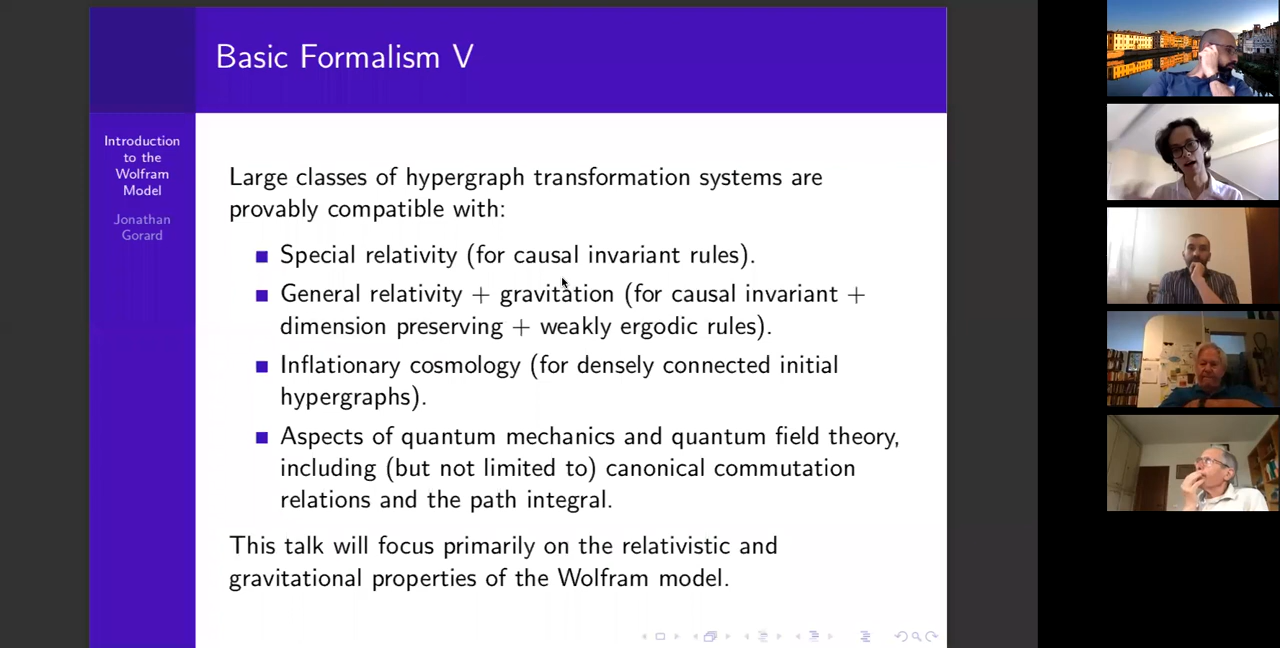 Basic Formalism V
Introduction
to the
Wolfram
Model
Jonathan
Gorard
Large classes of hypergraph transformation systems are
provably compatible with:
Special relativity (for causal invariant rules).
General relativity + gravitation (for causal invariant +
dimension preserving + weakly ergodic rules).
Inflationary cosmology (for densely connected initial
hypergraphs).
Aspects of quantum mechanics and quantum field theory,
including (but not limited to) canonical commutation
relations and the path integral.
This talk will focus primarily on the relativistic and
gravitational properties of the Wolfram model.